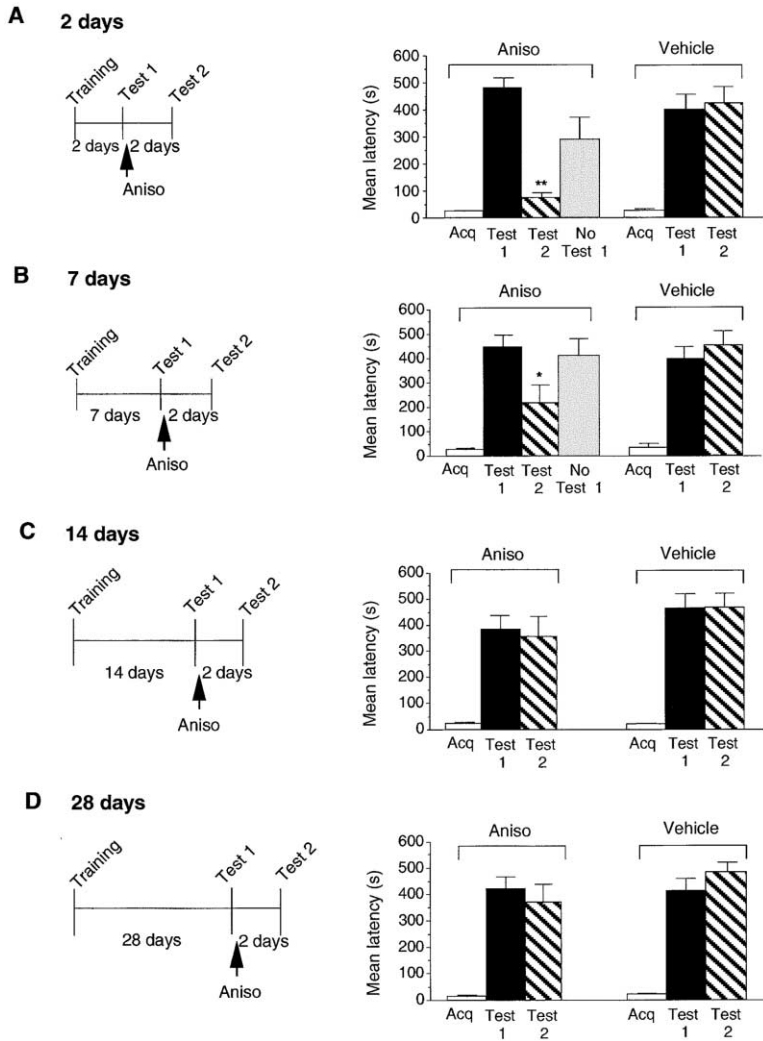 A
2 days
Training
Test 1
Test 2
2 days
2 days
Aniso
Mean latency (s)
600
500
400
300
200
100
0
Aniso
Vehicle
**
Acq
Test 1
Test 2
No Test 1
Acq
Test 1
Test 2
B
7 days
Training
Test 1
Test 2
7 days
2 days
Aniso
Mean latency (s)
600
500
400
300
200
100
0
Aniso
Vehicle
*
Acq
Test 1
Test 2
No Test 1
Acq
Test 1
Test 2
C
14 days
Training
Test 1
Test 2
14 days
2 days
Aniso
Mean latency (s)
600
500
400
300
200
100
0
Aniso
Vehicle
Acq
Test 1
Test 2
Acq
Test 1
Test 2
D
28 days
Training
Test 1
Test 2
28 days
2 days
Aniso
Mean latency (s)
600
500
400
300
200
100
0
Aniso
Vehicle
Acq
Test 1
Test 2
Acq
Test 1
Test 2